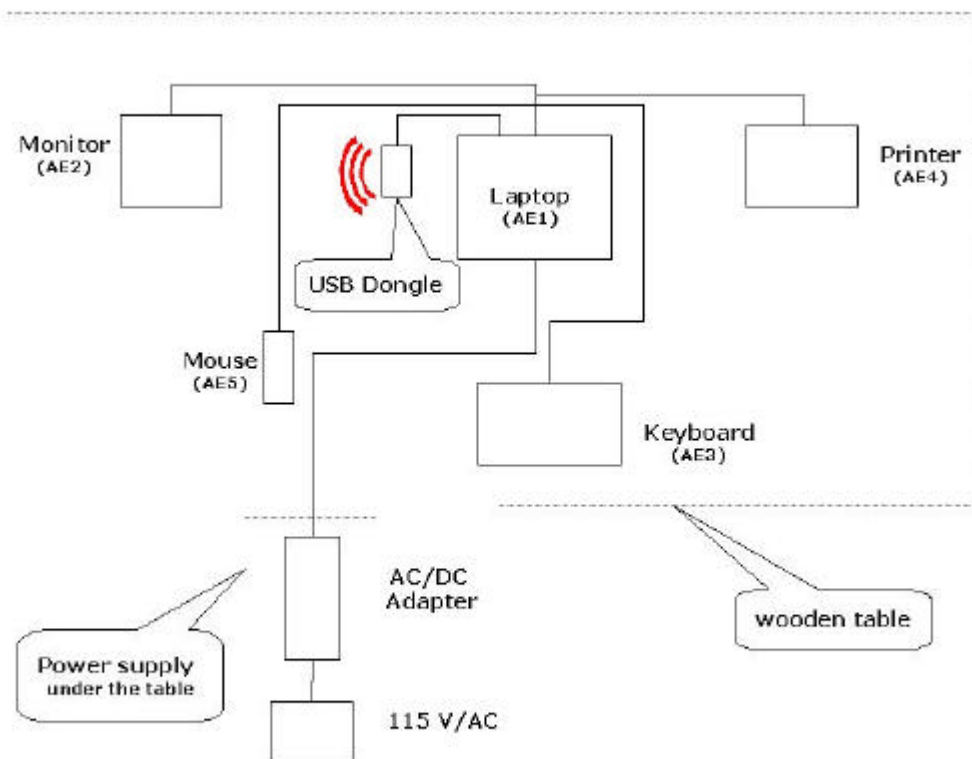 Monitor
(AE2)
Printer
(AE4)
Laptop
(AE1)
USB Dongle
Mouse
(AE5)
Keyboard
(AE3)
AC/DC
Adapter
wooden table
Power supply
under the table
115 V/AC